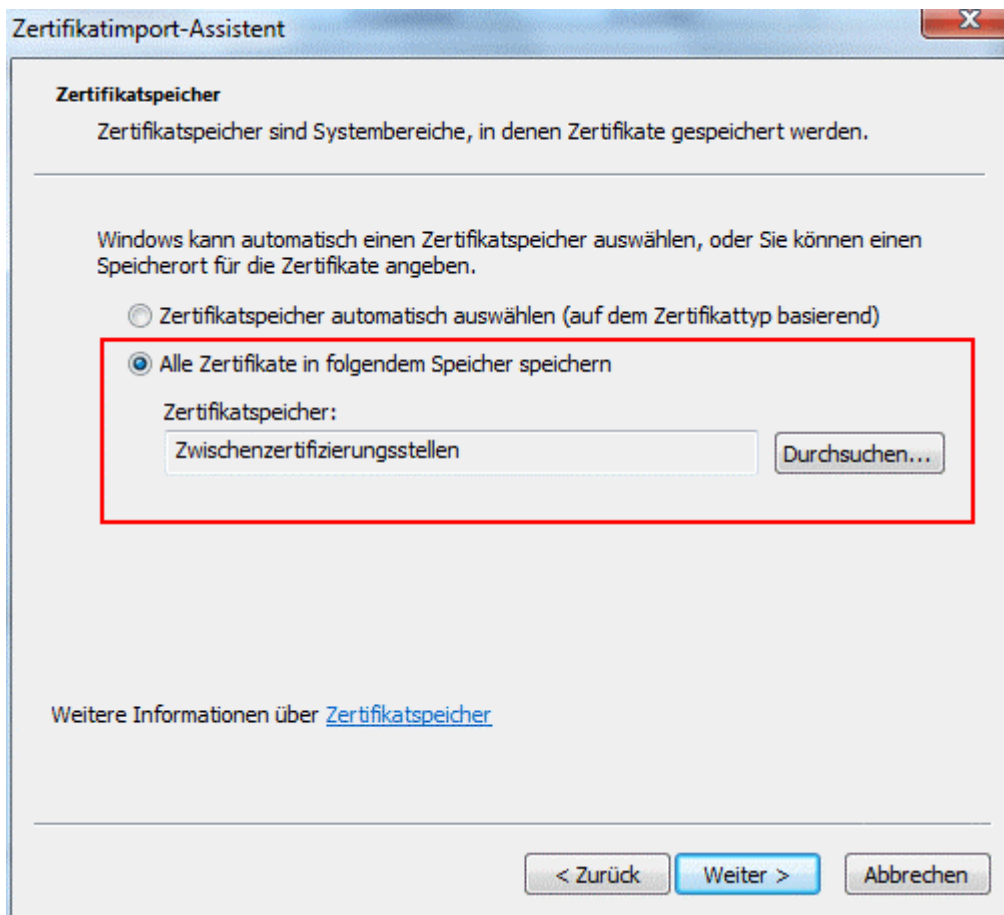 Zertifikatimport-Assistent
x
Zertifikatspeicher
Zertifikatspeicher sind Systembereiche, in denen Zertifikate gespeichert werden.
Windows kann automatisch einen Zertifikatspeicher auswählen, oder Sie können einen
Speicherort für die Zertifikate angeben.
Zertifikatspeicher automatisch auswählen (auf dem Zertifikattyp basierend)
Alle Zertifikate in folgendem Speicher speichern
Zertifikatspeicher:
Zwischenzertifizierungsstellen
Durchsuchen...
Weitere Informationen über Zertifikatspeicher
< Zurück
Weiter >
Abbrechen